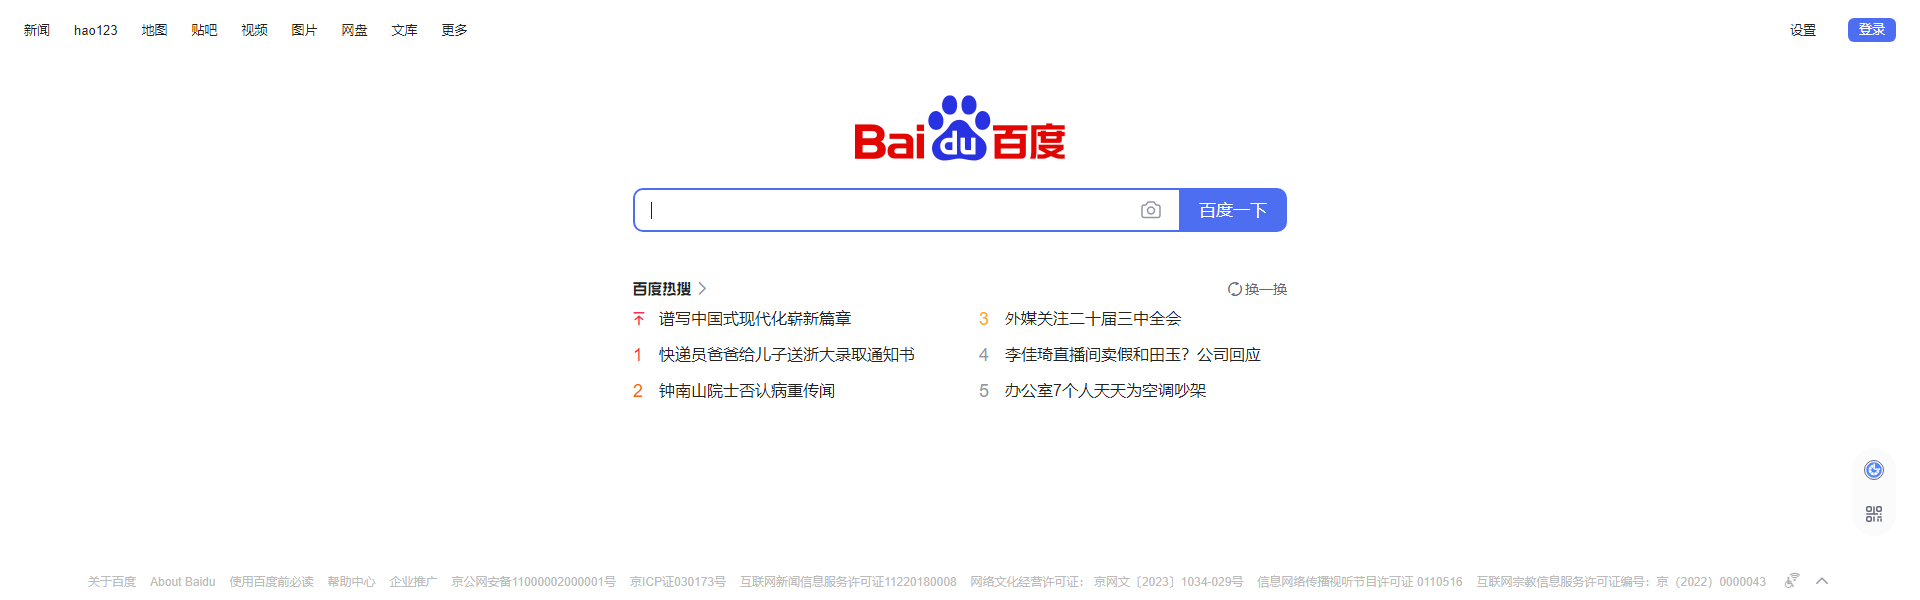 新闻 hao123 地图 贴吧 视频 图片 网盘 文库 更多 设置 登录
Baidu百度
百度一下
百度热搜 换一换
谱写中国式现代化崭新篇章
1 快递员爸爸给儿子送浙大录取通知书
2 钟南山院士否认病重传闻
3 外媒关注二十届三中全会
4 李佳琦直播间卖假和田玉？公司回应
5 办公室7个人天天为空调吵架
关于百度 About Baidu 使用百度前必读 帮助中心 企业推广 京公网安备11000002000001号 京ICP证030173号 互联网新闻信息服务许可证11220180008 网络文化经营许可证： 京网文〔2023〕1034-029号 信息网络传播视听节目许可证 0110516 互联网宗教信息服务许可证编号：京（2022）0000043